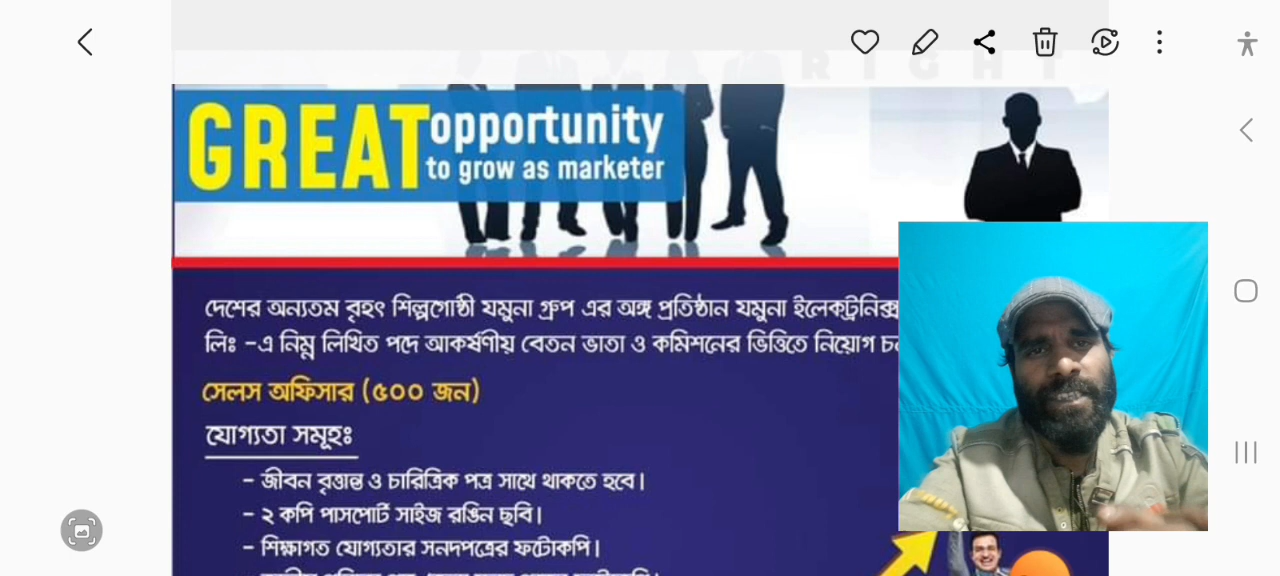 RIGHT
GREAT opportunity
to grow as marketer
দেশের অন্যতম বৃহৎ শিল্পগোষ্ঠী যমুনা গ্রুপ এর অঙ্গ প্রতিষ্ঠান যমুনা ইলেকট্রনিক্স
লিঃ -এ নিম্ন লিখিত পদে আকর্ষণীয় বেতন ভাতা ও কমিশনের ভিত্তিতে নিয়োগ
সেলস অফিসার (৫০০ জন)
যোগ্যতা সমূহঃ
- জীবন বৃত্তান্ত ও চারিত্রিক পত্র সাথে থাকতে হবে।
- ২ কপি পাসপোর্ট সাইজ রঙিন ছবি।
- শিক্ষাগত যোগ্যতার সনদপত্রের ফটোকপি।